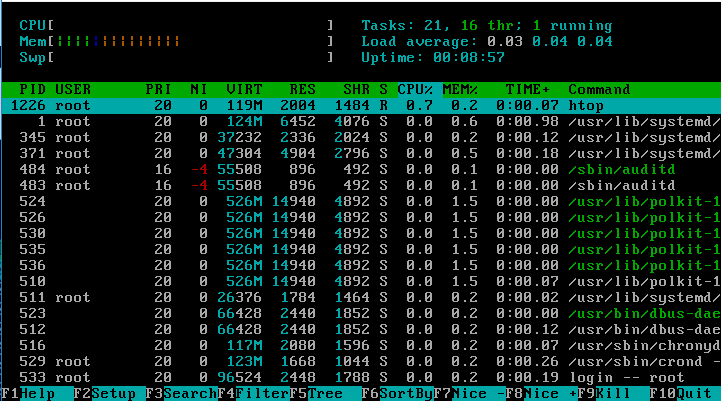 CPU[ ] Tasks: 21, 16 thr; 1 running
Mem[||||||||||||||||| ] Load average: 0.03 0.04 0.04
Swp[ ] Uptime: 00:08:57
PID USER PRI NI VIRT RES SHR S CPU% MEM% TIME+ Command
1226 root 20 0 119M 2004 1484 R 0.7 0.2 0:00.07 htop
1 root 20 0 124M 6452 4076 S 0.0 0.6 0:00.98 /usr/lib/systemd/
345 root 20 0 37232 2336 2024 S 0.0 0.2 0:00.12 /usr/lib/systemd/
371 root 20 0 47304 4904 2796 S 0.0 0.5 0:00.18 /usr/lib/systemd/
484 root 16 -4 55508 896 492 S 0.0 0.1 0:00.00 /sbin/auditd
483 root 16 -4 55508 896 492 S 0.0 0.1 0:00.00 /sbin/auditd
524 20 0 526M 14940 4892 S 0.0 1.5 0:00.00 /usr/lib/polkit-1
526 20 0 526M 14940 4892 S 0.0 1.5 0:00.00 /usr/lib/polkit-1
530 20 0 526M 14940 4892 S 0.0 1.5 0:00.00 /usr/lib/polkit-1
535 20 0 526M 14940 4892 S 0.0 1.5 0:00.00 /usr/lib/polkit-1
536 20 0 526M 14940 4892 S 0.0 1.5 0:00.00 /usr/lib/polkit-1
510 20 0 526M 14940 4892 S 0.0 1.5 0:00.07 /usr/lib/polkit-1
511 root 20 0 26376 1784 1464 S 0.0 0.2 0:00.02 /usr/lib/systemd/
523 20 0 66428 2440 1852 S 0.0 0.2 0:00.00 /usr/bin/dbus-dae
512 20 0 66428 2440 1852 S 0.0 0.2 0:00.12 /usr/bin/dbus-dae
516 20 0 117M 2080 1596 S 0.0 0.2 0:00.07 /usr/sbin/chronyd
529 root 20 0 123M 1668 1044 S 0.0 0.2 0:00.26 /usr/sbin/crond -
533 root 20 0 96524 2448 1788 S 0.0 0.2 0:00.19 login -- root
F1Help F2Setup F3SearchF4FilterF5Tree F6SortByF7Nice -F8Nice +F9Kill F10Quit